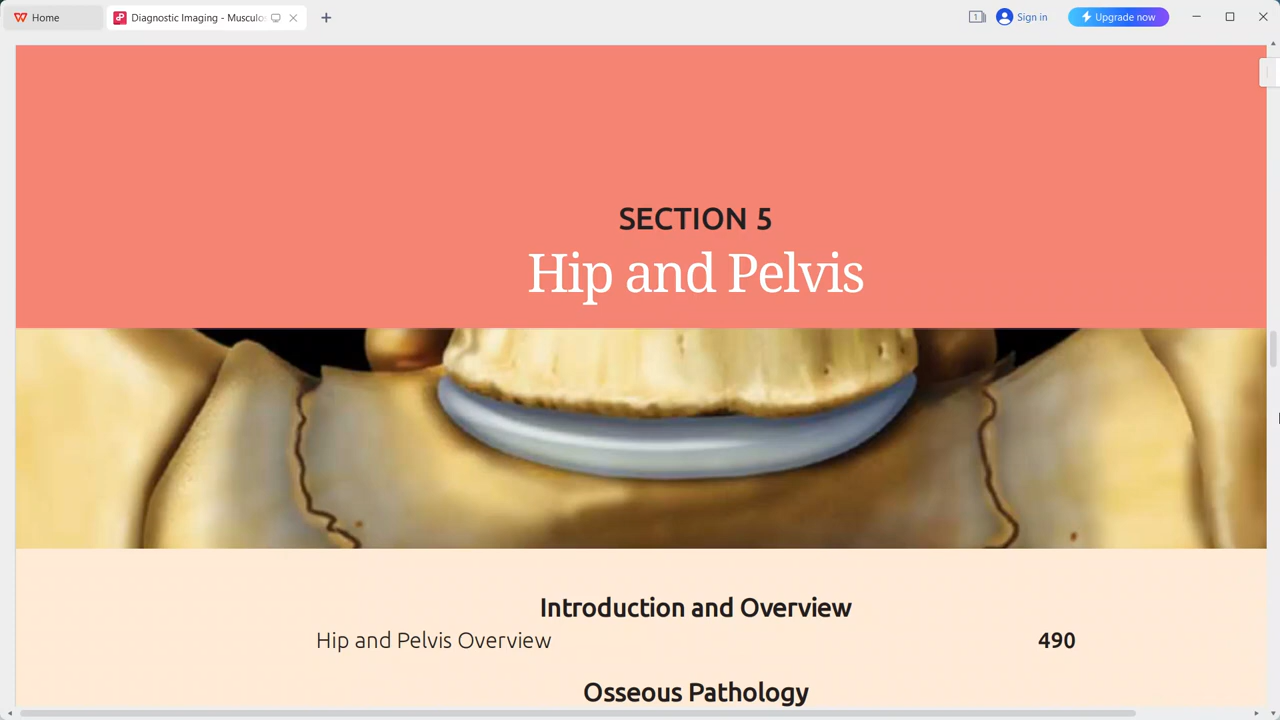 Home
Diagnostic Imaging - Musculo
1
Sign in
Upgrade now
SECTION 5
Hip and Pelvis
Introduction and Overview
Hip and Pelvis Overview 490
Osseous Pathology